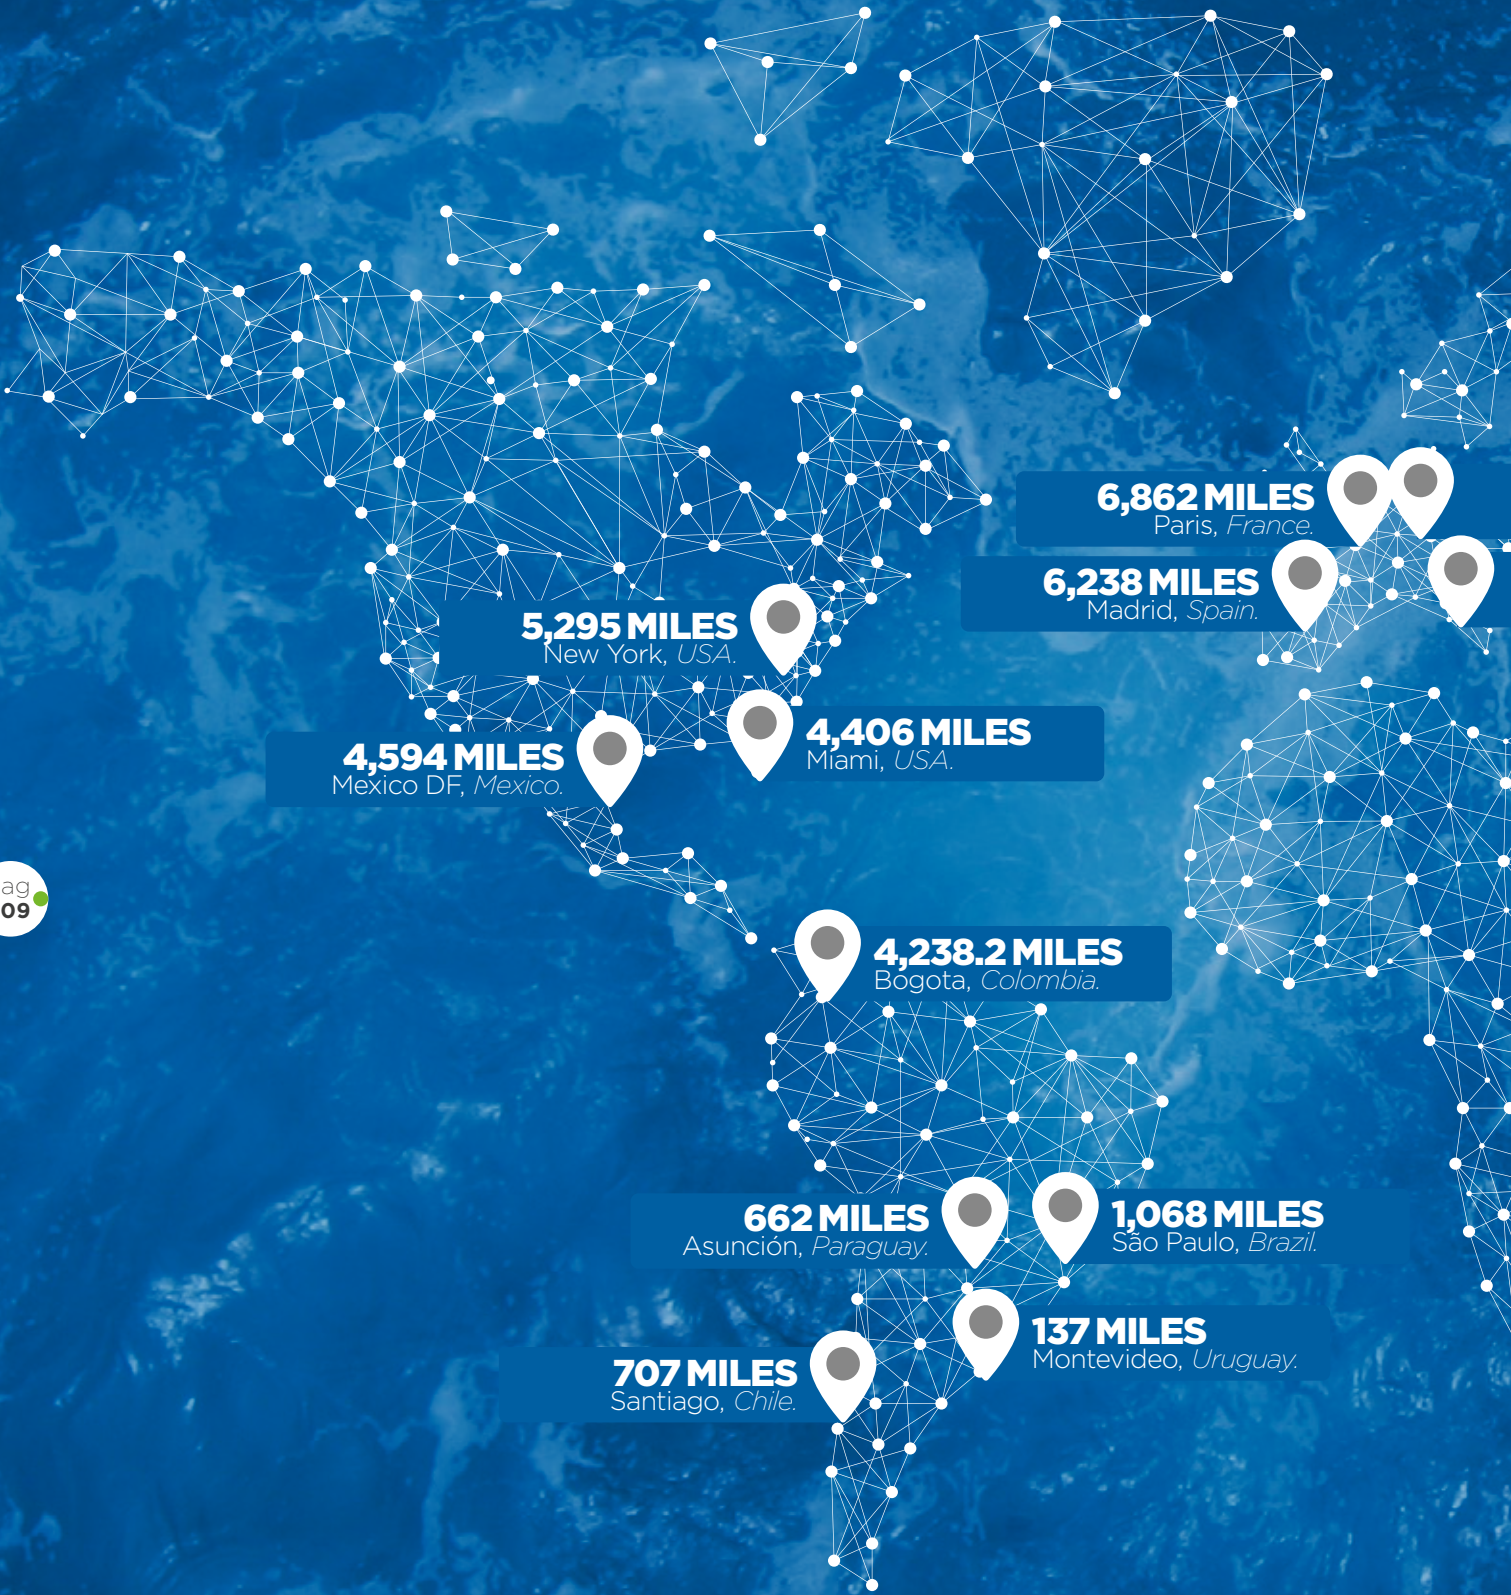 6,862 MILES
Paris, France.
6,238 MILES
Madrid, Spain.
5,295 MILES
New York, USA.
4,406 MILES
Miami, USA.
4,594 MILES
Mexico DF, Mexico.
ag
09
4,238.2 MILES
Bogota, Colombia.
662 MILES
Asunción, Paraguay.
1,068 MILES
São Paulo, Brazil.
137 MILES
Montevideo, Uruguay.
707 MILES
Santiago, Chile.